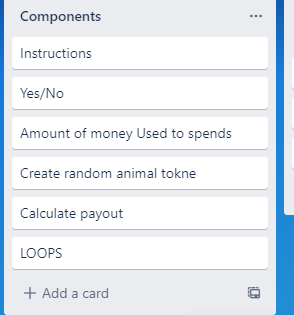 Components
Instructions
Yes/No
Amount of money Used to spends
Create random animal tokne
Calculate payout
LOOPS
+ Add a card